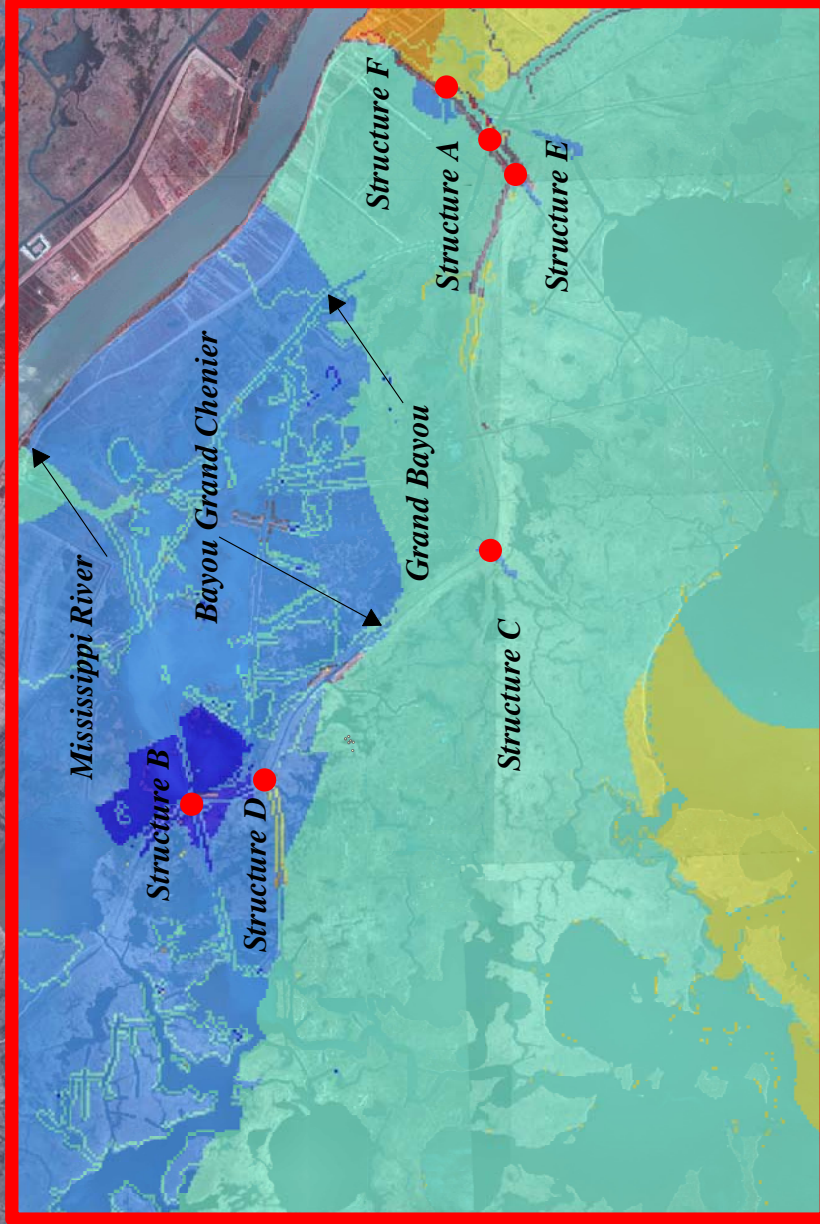 Mississippi River
Structure B
Bayou Grand Chenier
Structure D
Structure F
Grand Bayou
Structure A
Structure C
Structure E